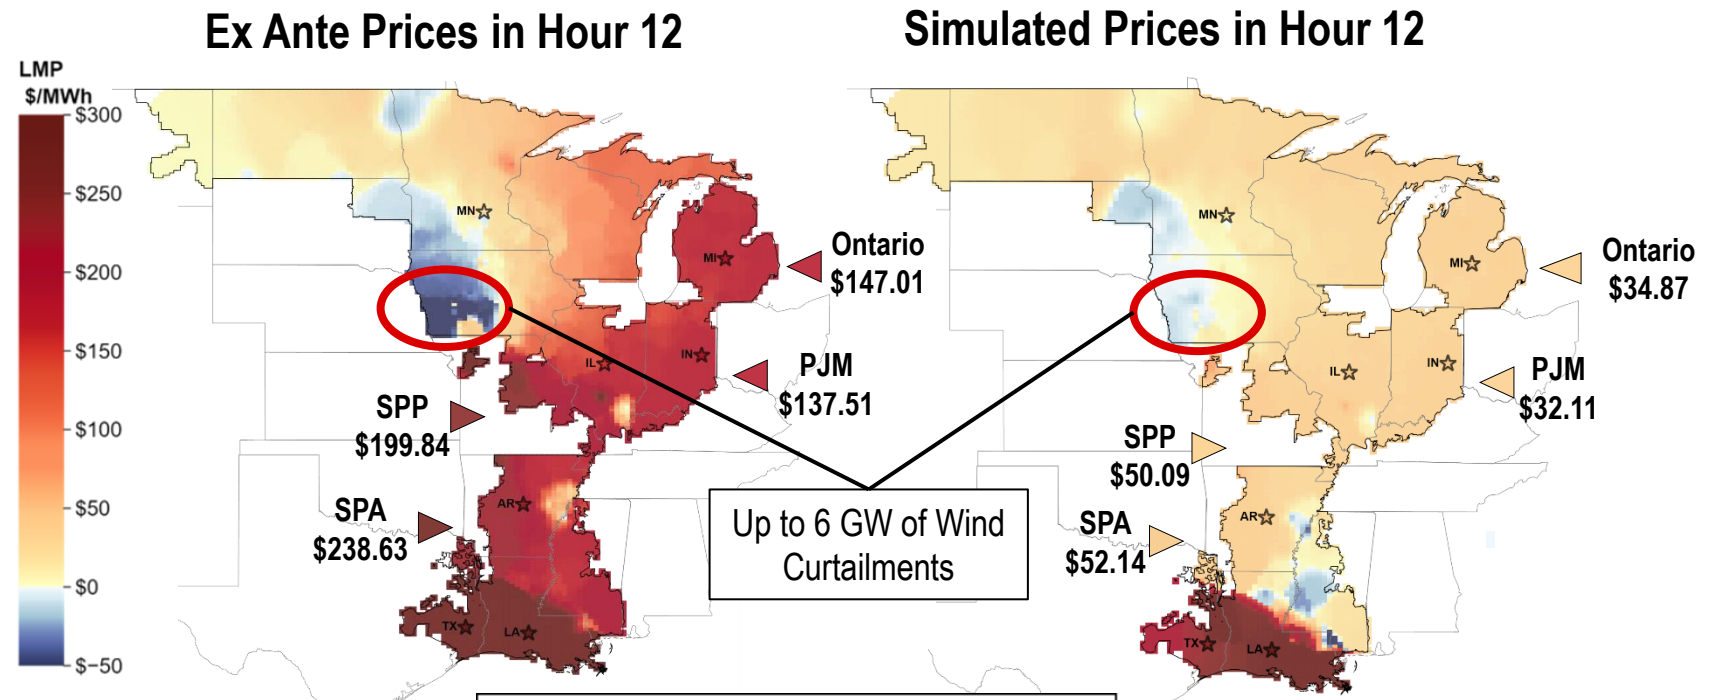 Ex Ante Prices in Hour 12
Simulated Prices in Hour 12
LMP
$/MWh
$300
$250
$200
$150
$100
$50
$0
$−50
MN
MI
IL
IN
AR
TX
LA
Ontario
$147.01
PJM
$137.51
SPP
$199.84
SPA
$238.63
Up to 6 GW of Wind
Curtailments
MN
MI
IL
IN
AR
TX
LA
Ontario
$34.87
PJM
$32.11
SPP
$50.09
SPA
$52.14